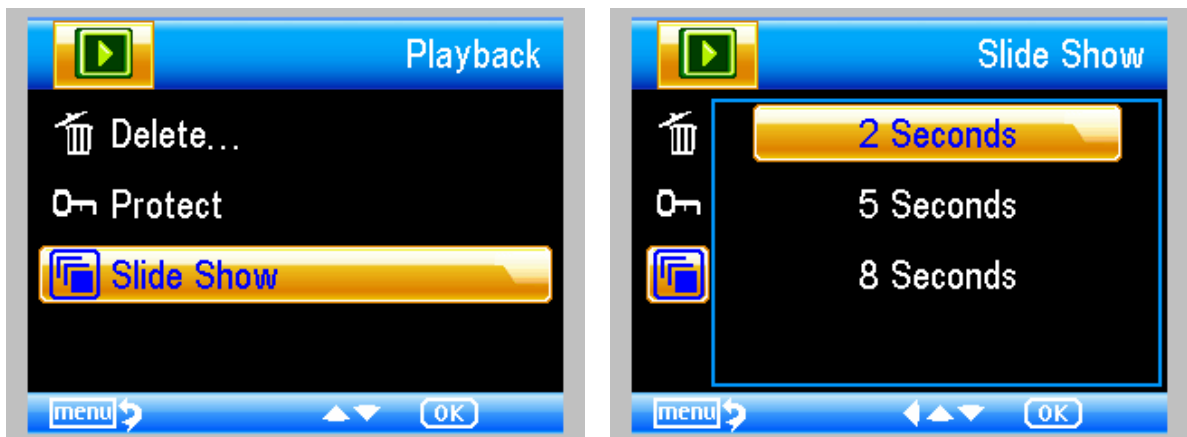 Playback
Delete...
Protect
Slide Show
menu OK
Slide Show
2 Seconds
5 Seconds
8 Seconds
menu OK